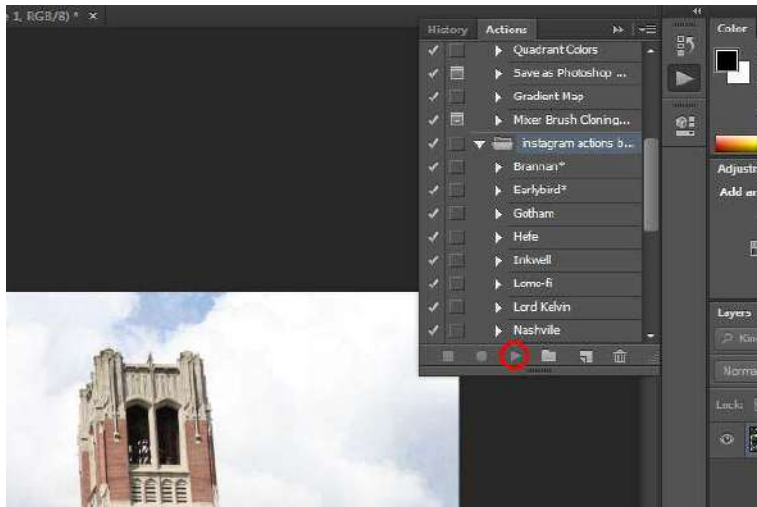 1, RGB/8) * ×
History Actions
Color
Quadrant Colors
Save as Photoshop ...
Gradient Map
Mixer Brush Cloning...
instagram actions b...
Brannan*
Earlybird*
Gotham
Hefe
Inkwell
Lomo-fi
Lord Kelvin
Nashville
Adjustm
Add an
Layers
Kin
Norma
Lock: